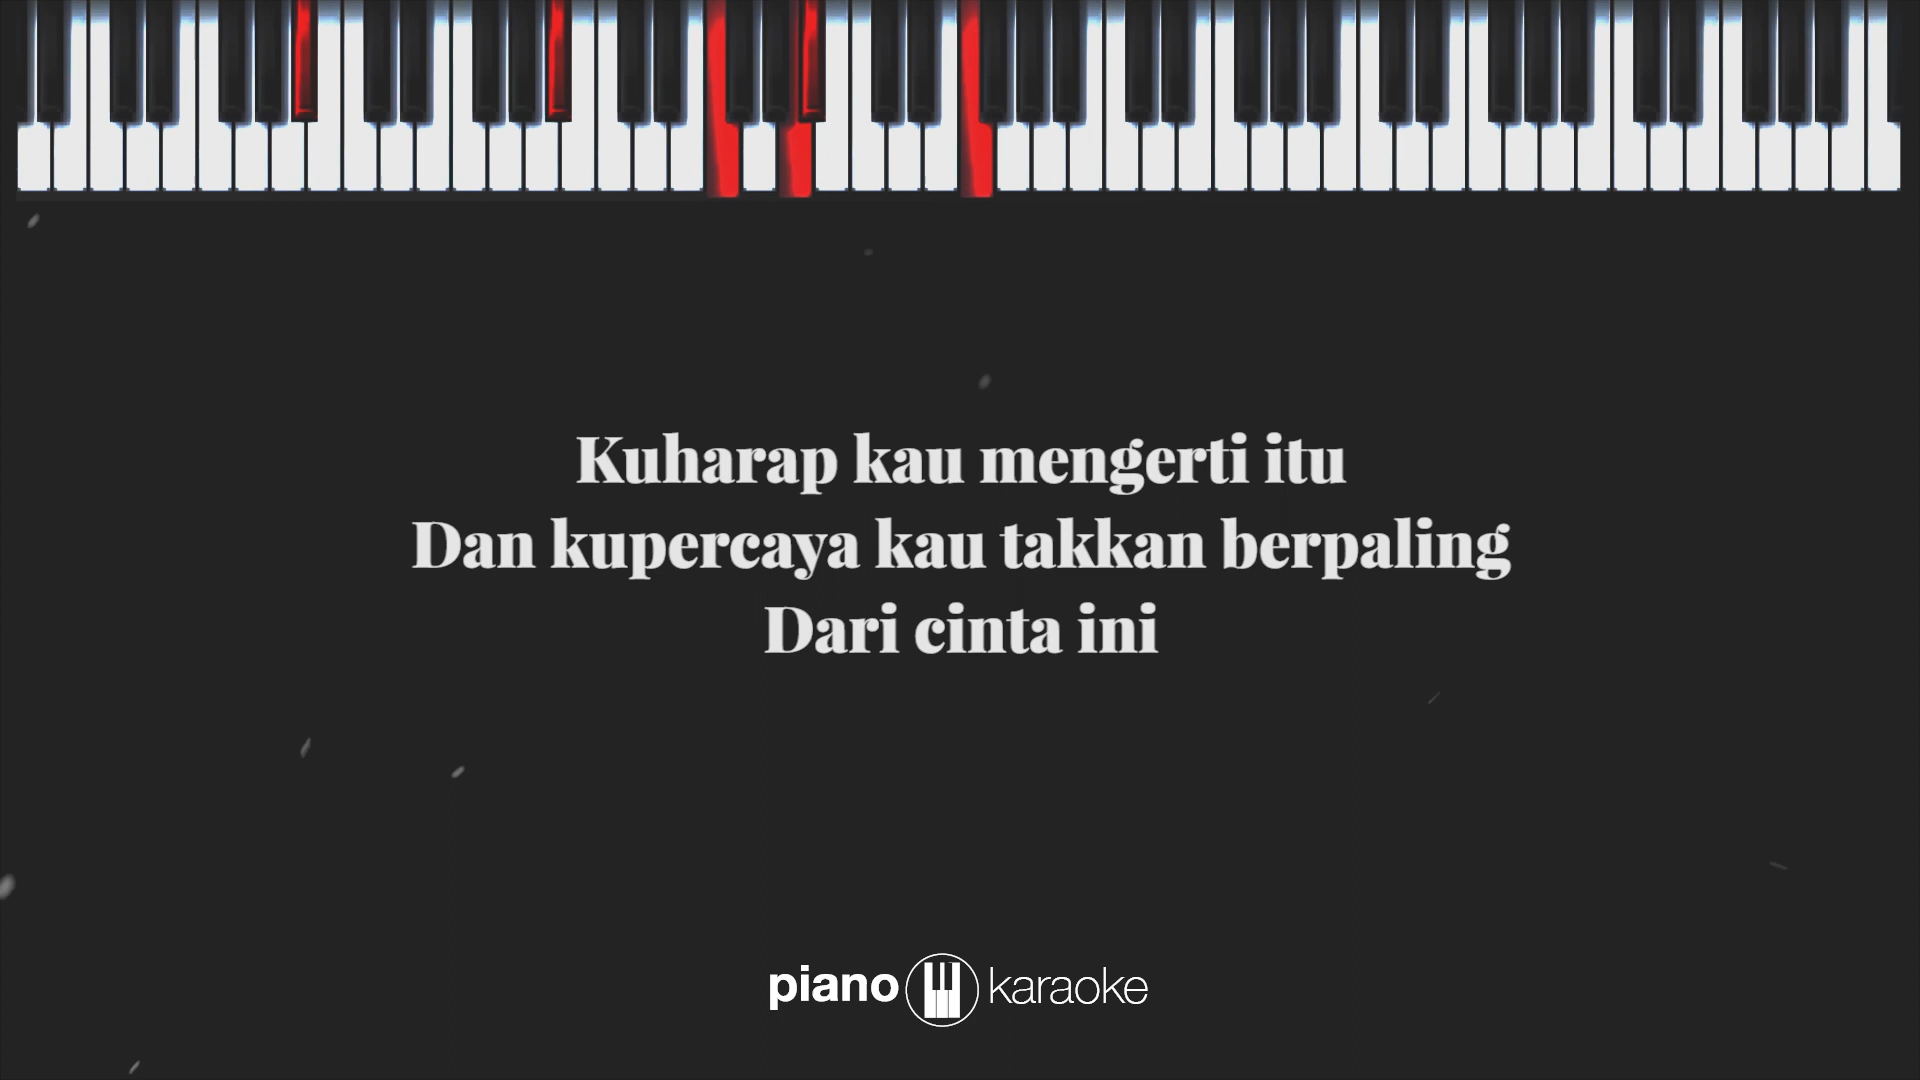 Kuharap kau mengerti itu
Dan kupercaya kau takkan berpaling
Dari cinta ini
piano karaoke